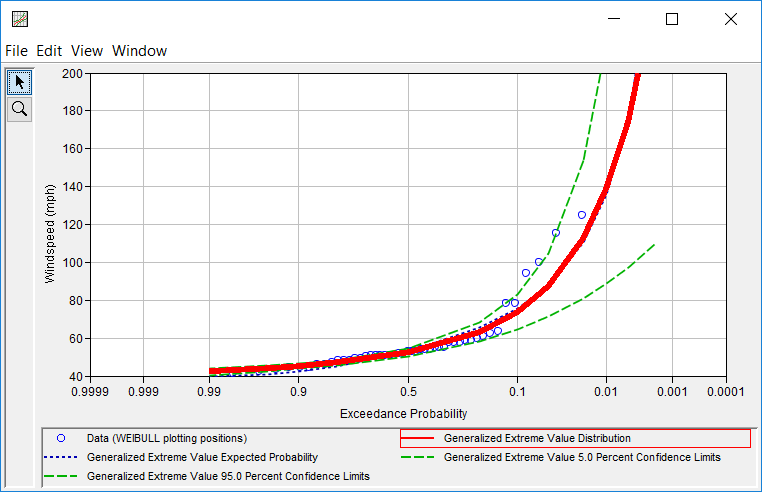 File Edit View Window
200
180
160
140
120
100
80
60
40
Windspeed (mph)
0.9999 0.999 0.99 0.9 0.5 0.1 0.01 0.001 0.0001
Exceedance Probability
Data (WEIBULL plotting positions) Generalized Extreme Value Distribution
Generalized Extreme Value Expected Probability Generalized Extreme Value 5.0 Percent Confidence Limits
Generalized Extreme Value 95.0 Percent Confidence Limits